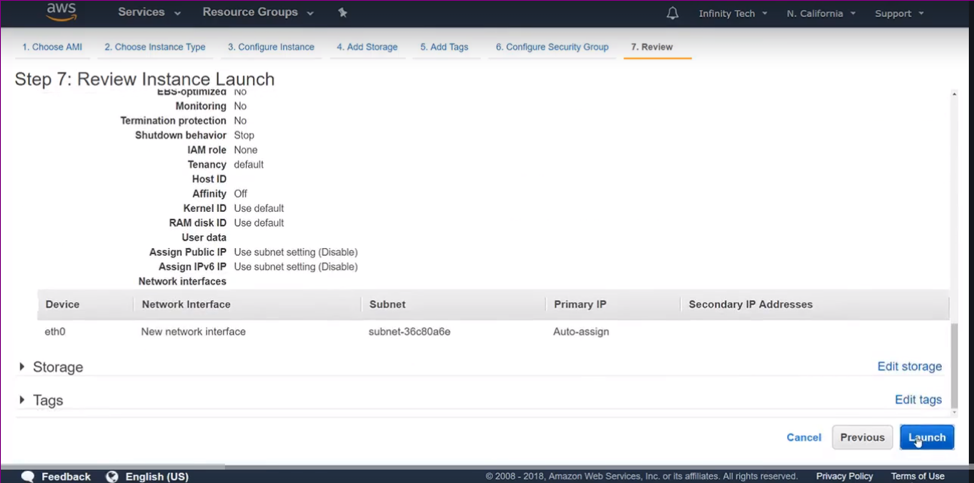 aws Services Resource Groups Infinity Tech N. California Support
1. Choose AMI 2. Choose Instance Type 3. Configure Instance 4. Add Storage 5. Add Tags 6. Configure Security Group 7. Review
Step 7: Review Instance Launch
EBS-optimized No
Monitoring No
Termination protection No
Shutdown behavior Stop
IAM role None
Tenancy default
Host ID
Affinity Off
Kernel ID Use default
RAM disk ID Use default
User data
Assign Public IP Use subnet setting (Disable)
Assign IPv6 IP Use subnet setting (Disable)
Network interfaces
Device Network Interface Subnet Primary IP Secondary IP Addresses
eth0 New network interface subnet-36c80a6e Auto-assign
Storage Edit storage
Tags Edit tags
Cancel Previous Launch
Feedback English (US) © 2008 - 2018, Amazon Web Services, Inc. or its affiliates. All rights reserved. Privacy Policy Terms of Use